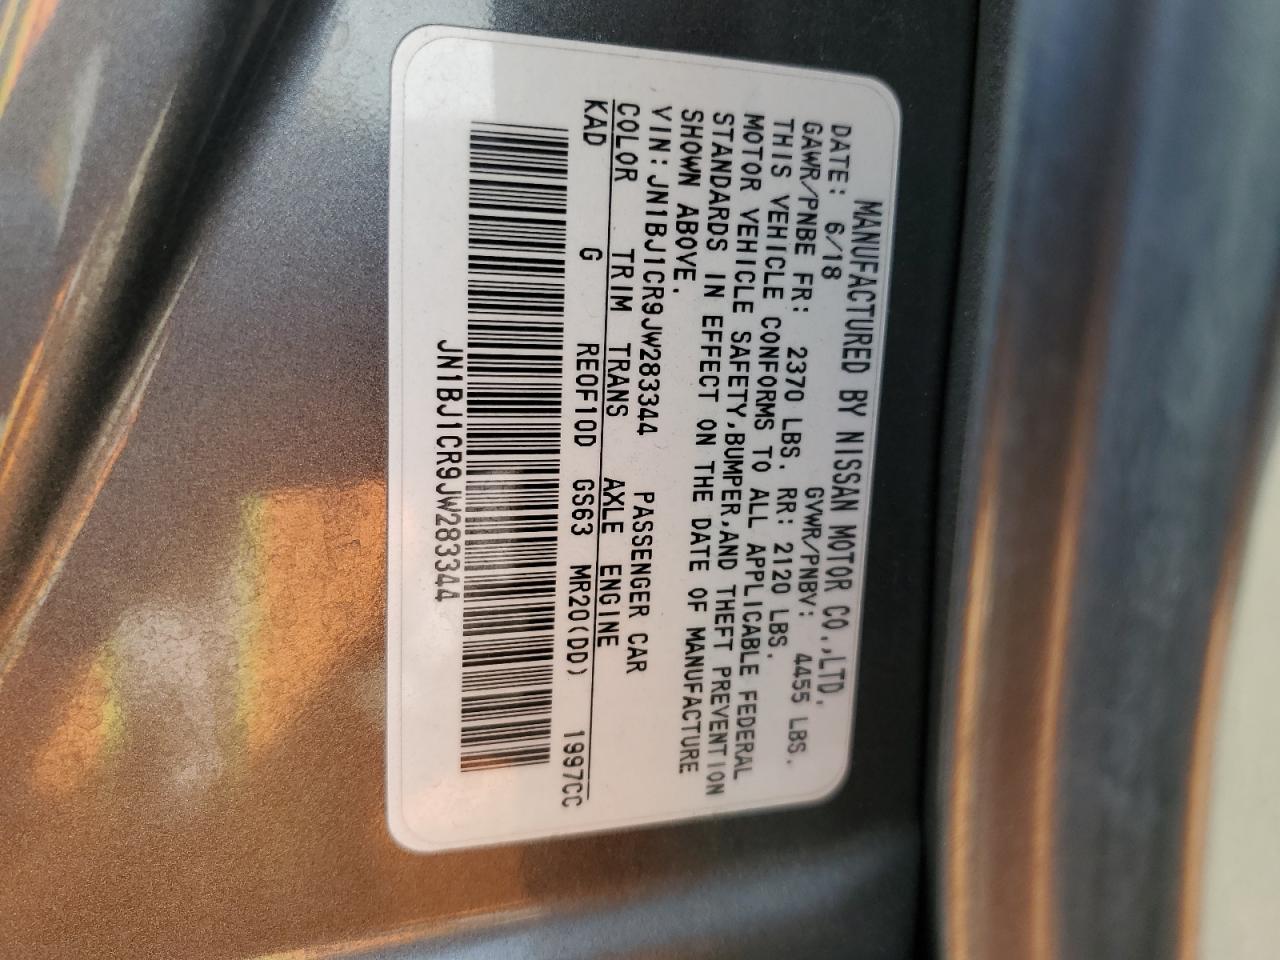 MANUFACTURED BY NISSAN MOTOR CO.,LTD.
DATE: 6/18 GVWR/PNBV: 4455 LBS.
GAWR/PNBE FR: 2370 LBS. RR: 2120 LBS.
THIS VEHICLE CONFORMS TO ALL APPLICABLE FEDERAL
MOTOR VEHICLE SAFETY,BUMPER,AND THEFT PREVENTION
STANDARDS IN EFFECT ON THE DATE OF MANUFACTURE
SHOWN ABOVE.
VIN:JN1BJ1CR9JW283344 PASSENGER CAR
COLOR TRIM TRANS AXLE ENGINE
KAD G RE0F10D GS63 MR20(DD) 1997CC
JN1BJ1CR9JW283344